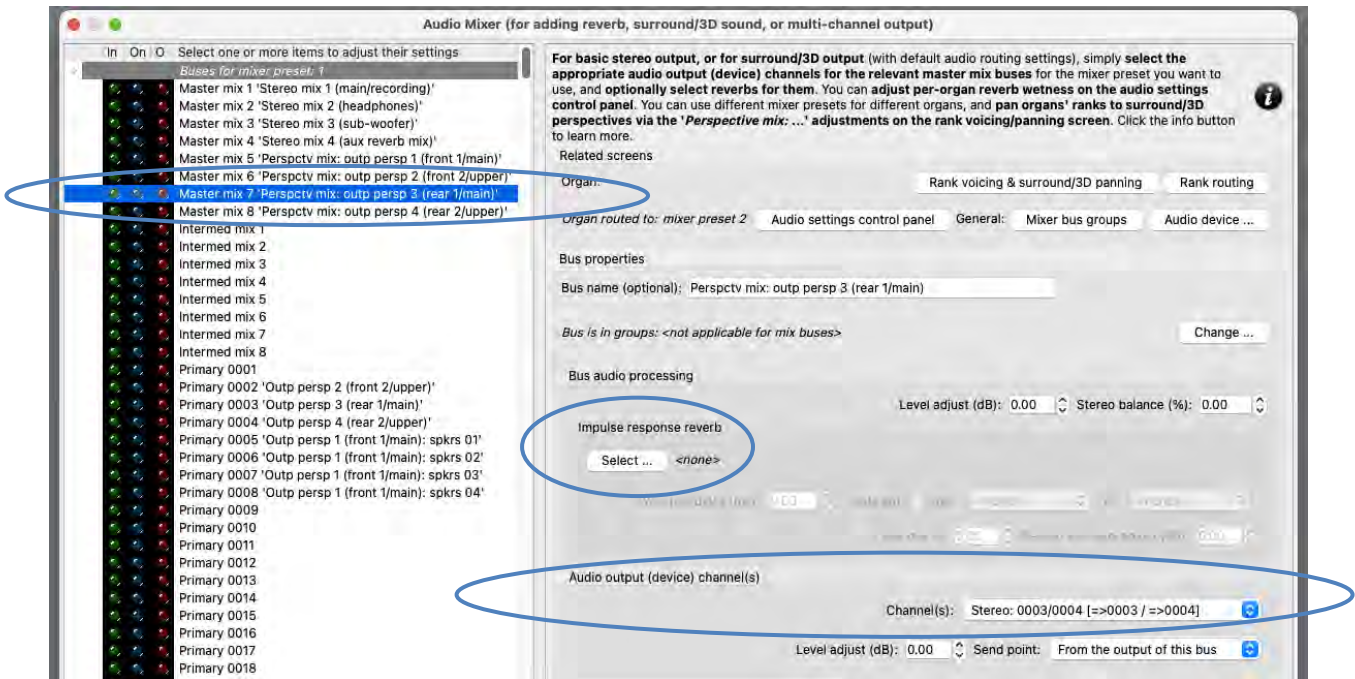 Audio Mixer (for adding reverb, surround/3D sound, or multi-channel output)
In On O Select one or more items to adjust their settings
Buses for mixer preset: 1
Master mix 1 'Stereo mix 1 (main/recording)'
Master mix 2 'Stereo mix 2 (headphones)'
Master mix 3 'Stereo mix 3 (sub-woofer)'
Master mix 4 'Stereo mix 4 (aux reverb mix)'
Master mix 5 'Perspctv mix: outp persp 1 (front 1/main)'
Master mix 6 'Perspctv mix: outp persp 2 (front 2/upper)'
Master mix 7 'Perspctv mix: outp persp 3 (rear 1/main)'
Master mix 8 'Perspctv mix: outp persp 4 (rear 2/upper)'
Intermed mix 1
Intermed mix 2
Intermed mix 3
Intermed mix 4
Intermed mix 5
Intermed mix 6
Intermed mix 7
Intermed mix 8
Primary 0001
Primary 0002 'Outp persp 2 (front 2/upper)'
Primary 0003 'Outp persp 3 (rear 1/main)'
Primary 0004 'Outp persp 4 (rear 2/upper)'
Primary 0005 'Outp persp 1 (front 1/main): spkrs 01'
Primary 0006 'Outp persp 1 (front 1/main): spkrs 02'
Primary 0007 'Outp persp 1 (front 1/main): spkrs 03'
Primary 0008 'Outp persp 1 (front 1/main): spkrs 04'
Primary 0009
Primary 0010
Primary 0011
Primary 0012
Primary 0013
Primary 0014
Primary 0015
Primary 0016
Primary 0017
Primary 0018
For basic stereo output, or for surround/3D output (with default audio routing settings), simply select the
appropriate audio output (device) channels for the relevant master mix buses for the mixer preset you want to
use, and optionally select reverbs for them. You can adjust per-organ reverb wetness on the audio settings
control panel. You can use different mixer presets for different organs, and pan organs' ranks to surround/3D
perspectives via the 'Perspective mix: ...' adjustments on the rank voicing/panning screen. Click the info button
to learn more.
i
Related screens
Organ: Rank voicing & surround/3D panning Rank routing
Organ routed to: mixer preset 2 Audio settings control panel General: Mixer bus groups Audio device ...
Bus properties
Bus name (optional): Perspctv mix: outp persp 3 (rear 1/main)
Bus is in groups: <not applicable for mix buses> Change ...
Bus audio processing
Level adjust (dB): 0.00 Stereo balance (%): 0.00
Impulse response reverb
Select ... <none>
Audio output (device) channel(s)
Channel(s): Stereo: 0003/0004 [=>0003 / =>0004]
Level adjust (dB): 0.00 Send point: From the output of this bus